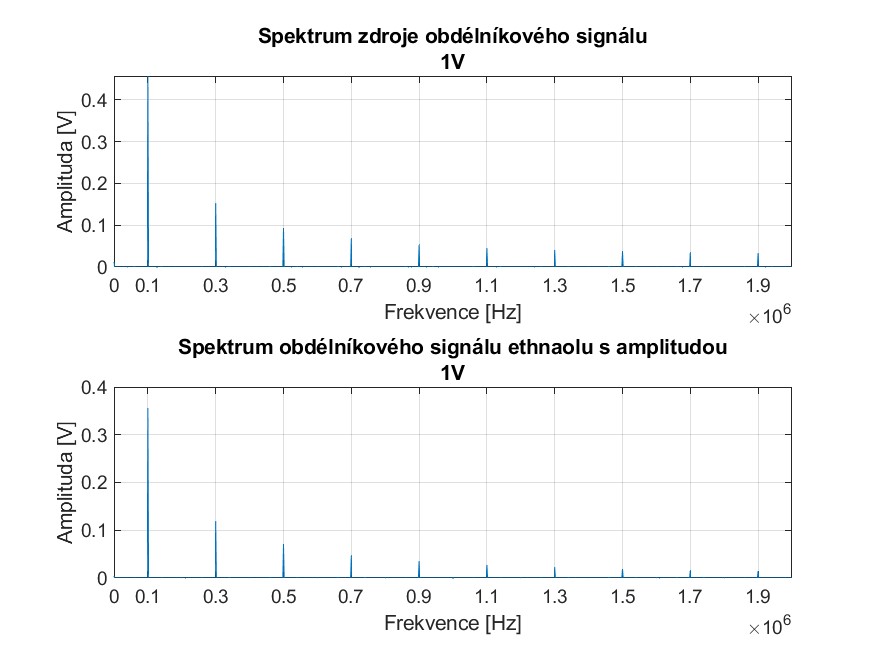 Spektrum zdroje obdélníkového signálu
1V
0.4
0.3
0.2
0.1
0
Amplituda [V]
0 0.1 0.3 0.5 0.7 0.9 1.1 1.3 1.5 1.7 1.9
Frekvence [Hz]
×10^6
Spektrum obdélníkového signálu ethnaolu s amplitudou
1V
0.4
0.3
0.2
0.1
0
Amplituda [V]
0 0.1 0.3 0.5 0.7 0.9 1.1 1.3 1.5 1.7 1.9
Frekvence [Hz]
×10^6